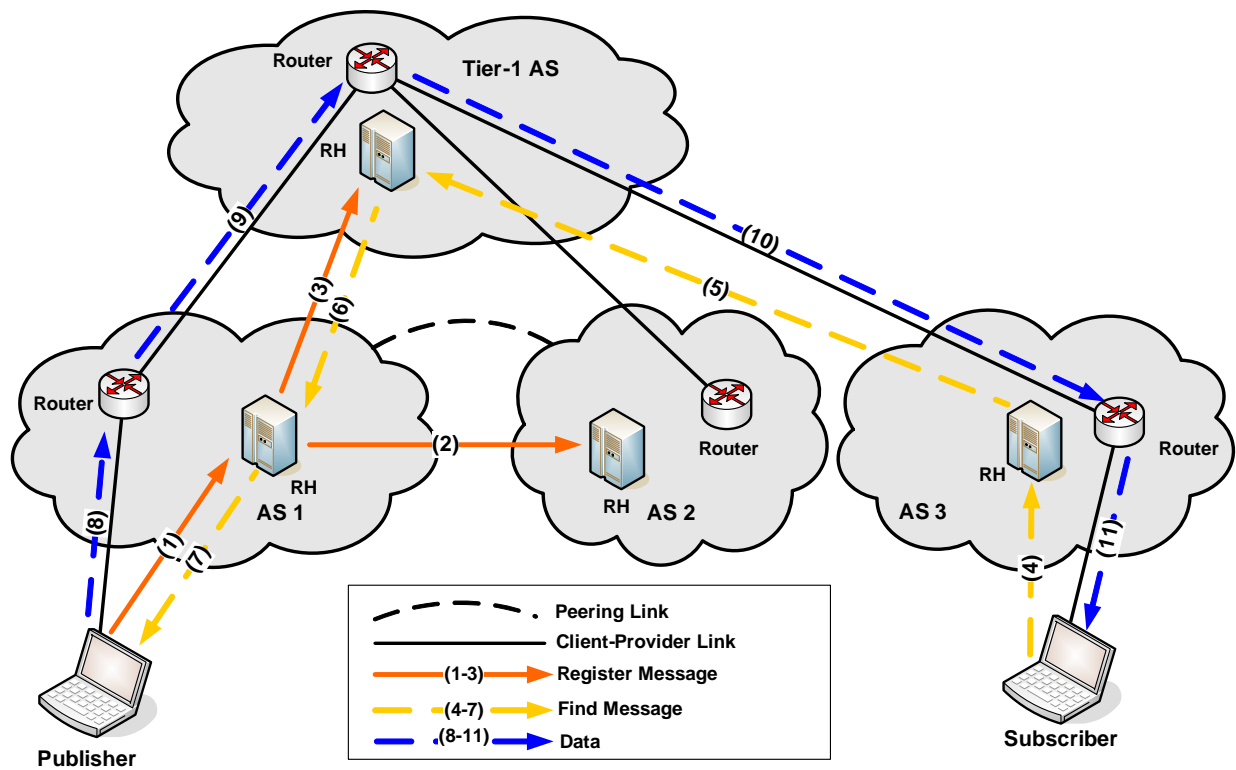 Router
Tier-1 AS
RH
(9)
(10)
(3)
(6)
(5)
Router
(2)
Router
Router
RH
RH
RH
AS 1
AS 2
AS 3
(8)
(1)
(7)
(4)
(11)
Peering Link
Client-Provider Link
(1-3) Register Message
(4-7) Find Message
(8-11) Data
Publisher
Subscriber